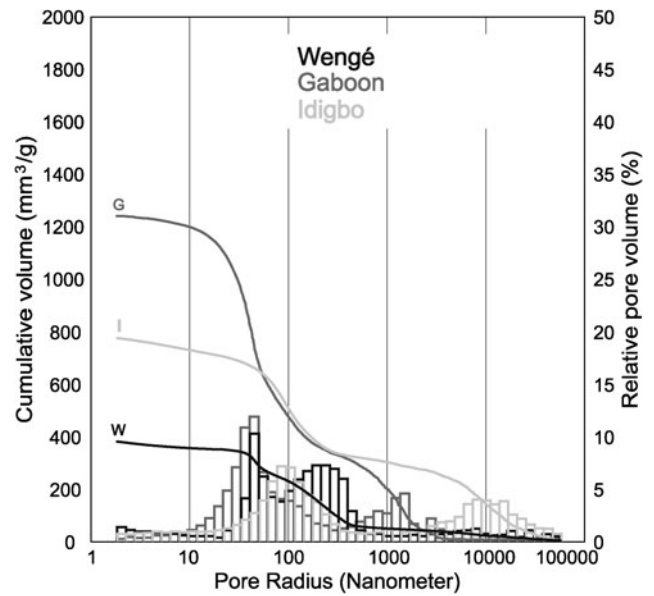 2000
1800
1600
1400
1200
1000
800
600
400
200
0
Cumulative volume (mm³/g)
Wengé
Gaboon
Idigbo
G
I
W
50
45
40
35
30
25
20
15
10
5
0
Relative pore volume (%)
1 10 100 1000 10000 100000
Pore Radius (Nanometer)